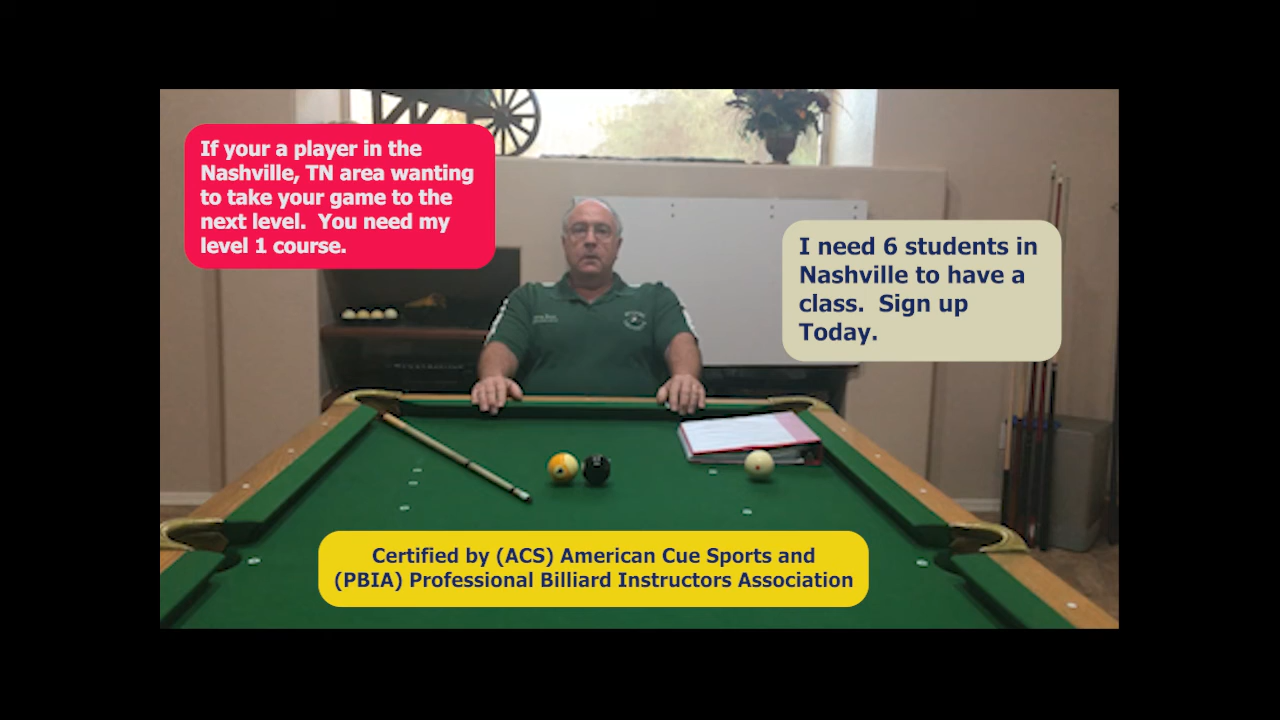 If your a player in the
Nashville, TN area wanting
to take your game to the
next level.  You need my
level 1 course.
I need 6 students in
Nashville to have a
class.  Sign up
Today.
Certified by (ACS) American Cue Sports and
(PBIA) Professional Billiard Instructors Association